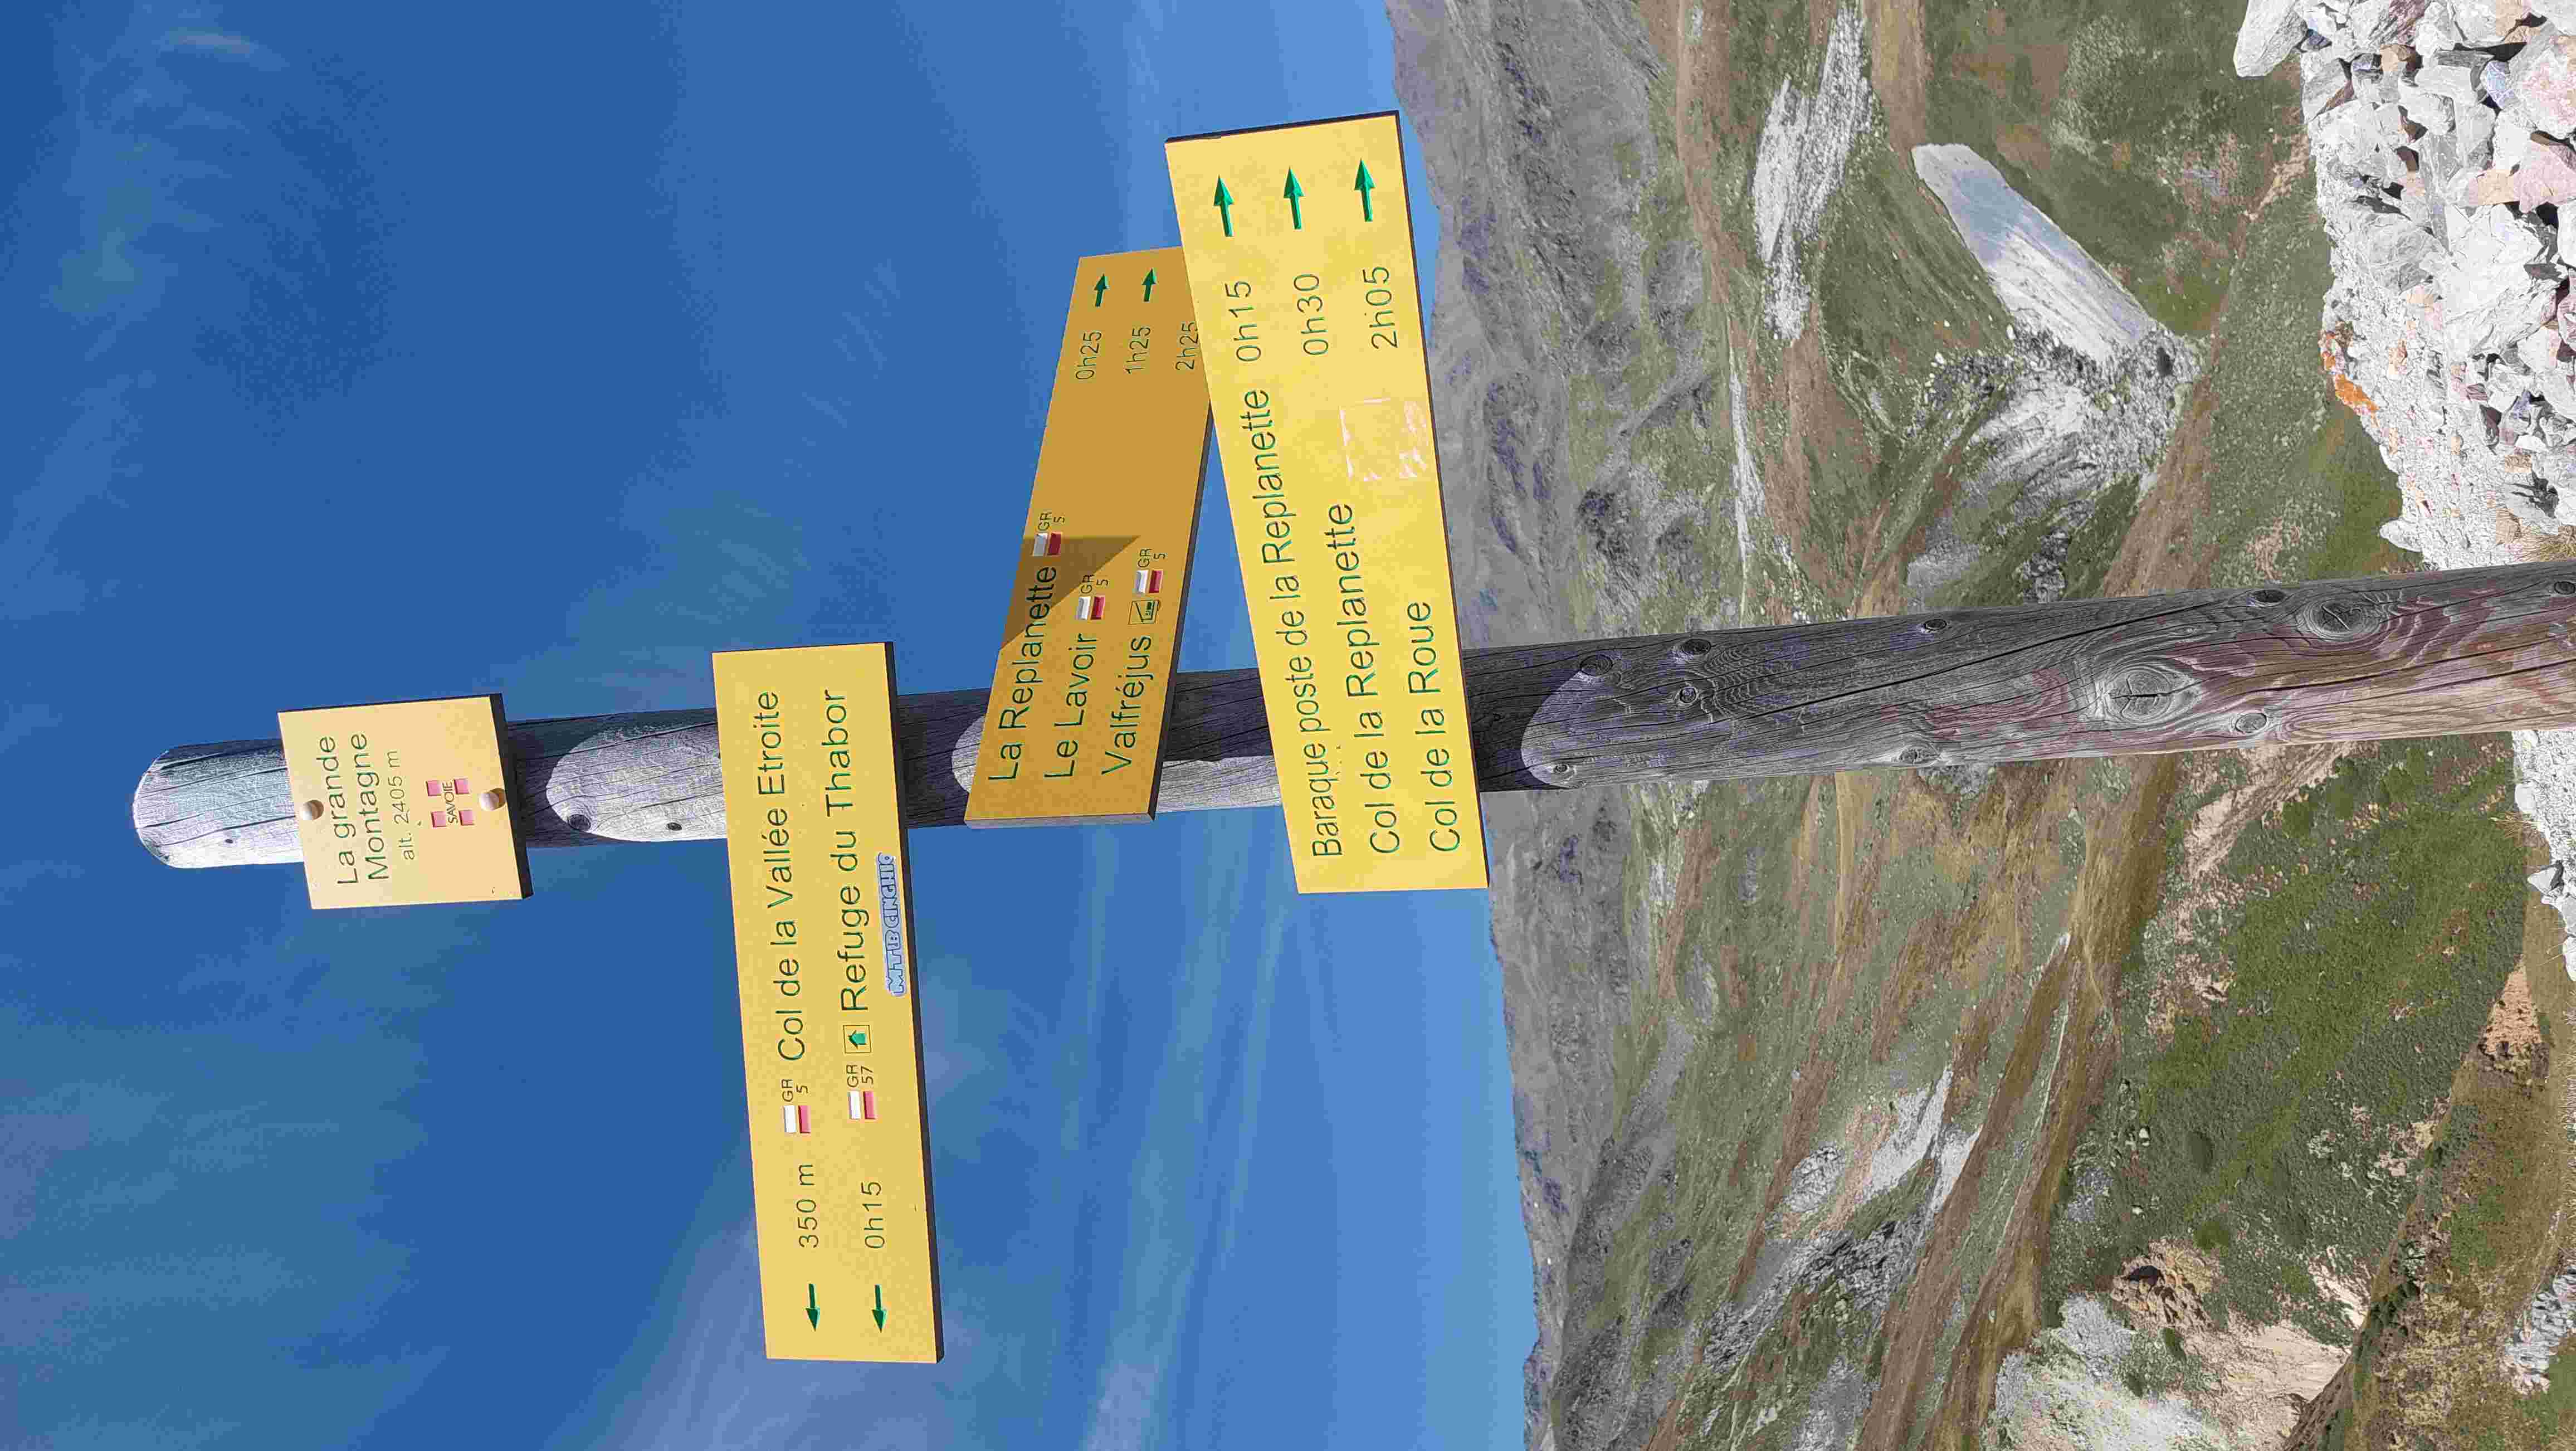 La grande
Montagne
alt. 2405 m
SAVOIE
350 m GR 5 Col de la Vallée Etroite
0h15 GR 57 Refuge du Thabor
MTB CINGHIO
La Replanette GR 5 0h25
Le Lavoir GR 5 1h25
Valfréjus GR 5 2h25
Baraque poste de la Replanette 0h15
Col de la Replanette 0h30
Col de la Roue 2h05